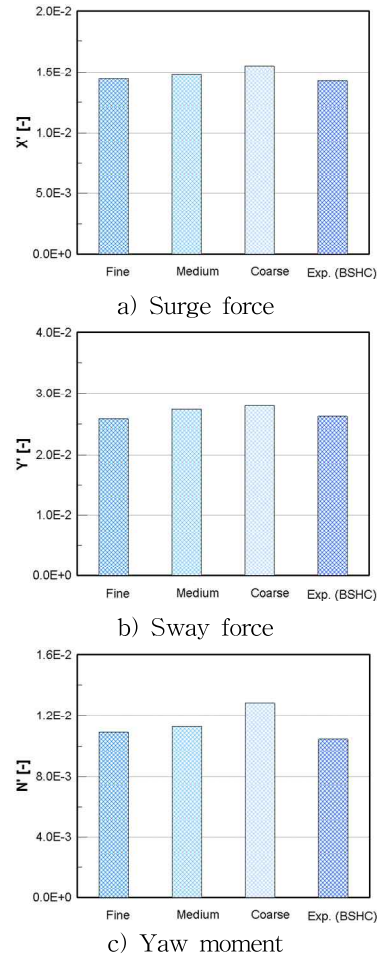 2.0E-2
1.5E-2
1.0E-2
5.0E-3
0.0E+0
X' [-]
Fine Medium Coarse Exp. (BSHC)
a) Surge force
4.0E-2
3.0E-2
2.0E-2
1.0E-2
0.0E+0
Y' [-]
Fine Medium Coarse Exp. (BSHC)
b) Sway force
1.6E-2
1.2E-2
8.0E-3
4.0E-3
0.0E+0
N' [-]
Fine Medium Coarse Exp. (BSHC)
c) Yaw moment